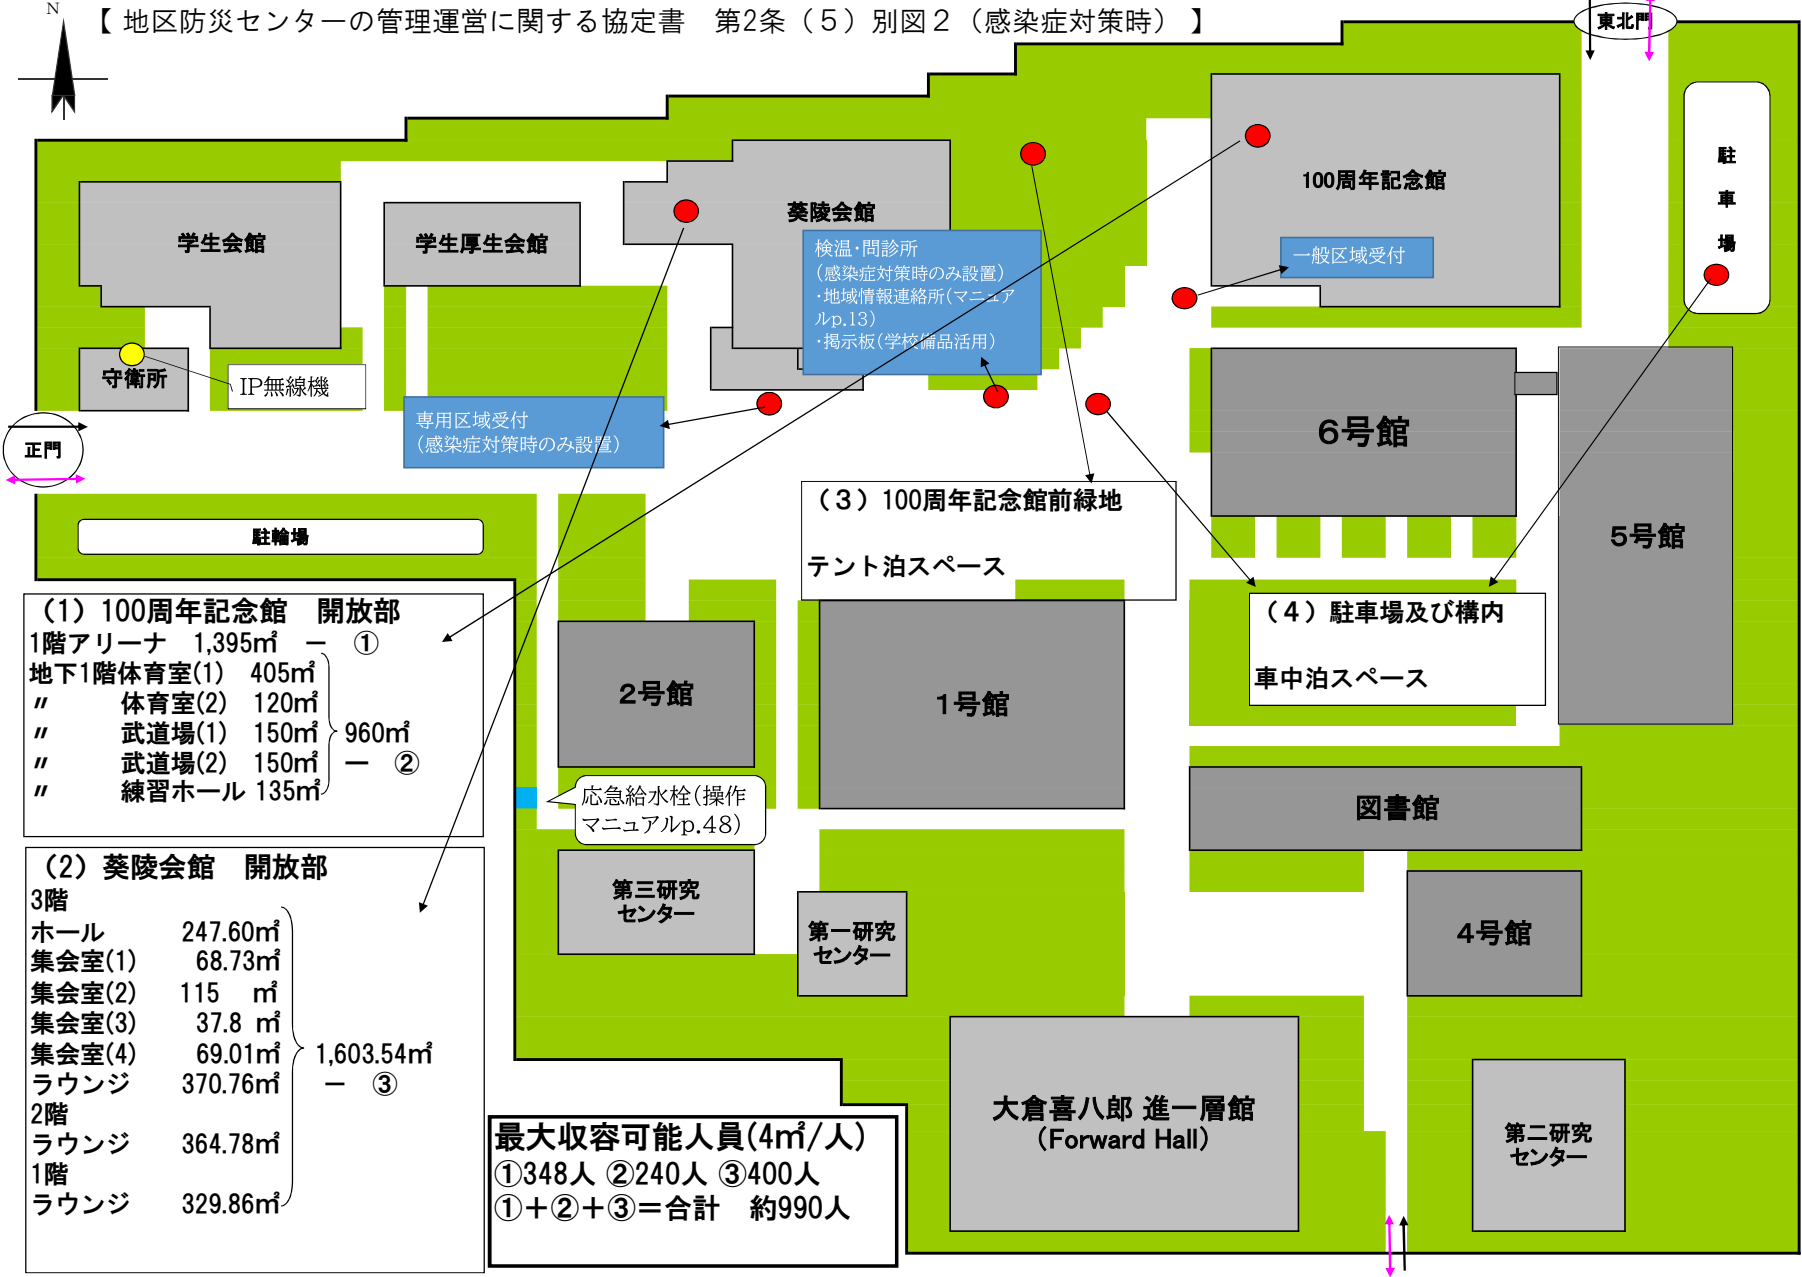 N
【 地区防災センターの管理運営に関する協定書　第2条（５）別図２（感染症対策時）】
東北門
駐
車
場
100周年記念館
葵陵会館
学生会館
学生厚生会館
検温・問診所
(感染症対策時のみ設置)
・地域情報連絡所(マニュア
ルp.13)
・掲示板(学校備品活用)
一般区域受付
守衛所
IP無線機
専用区域受付
(感染症対策時のみ設置)
正門
6号館
5号館
駐輪場
（３）100周年記念館前緑地
テント泊スペース
（４）駐車場及び構内
車中泊スペース
（1）100周年記念館　開放部
1階アリーナ　1,395㎡　－　①
地下1階体育室(1)　405㎡
〃　体育室(2)　120㎡
〃　武道場(1)　150㎡　960㎡
〃　武道場(2)　150㎡　－　②
〃　練習ホール 135㎡
2号館
1号館
応急給水栓(操作
マニュアルp.48)
図書館
（2）葵陵会館　開放部
3階
ホール　247.60㎡
集会室(1)　68.73㎡
集会室(2)　115　㎡
集会室(3)　37.8 ㎡
集会室(4)　69.01㎡　1,603.54㎡
ラウンジ　370.76㎡　－　③
2階
ラウンジ　364.78㎡
1階
ラウンジ　329.86㎡
第三研究
センター
第一研究
センター
4号館
大倉喜八郎 進一層館
(Forward Hall)
第二研究
センター
最大収容可能人員(4㎡/人)
①348人 ②240人 ③400人
①＋②＋③＝合計　約990人